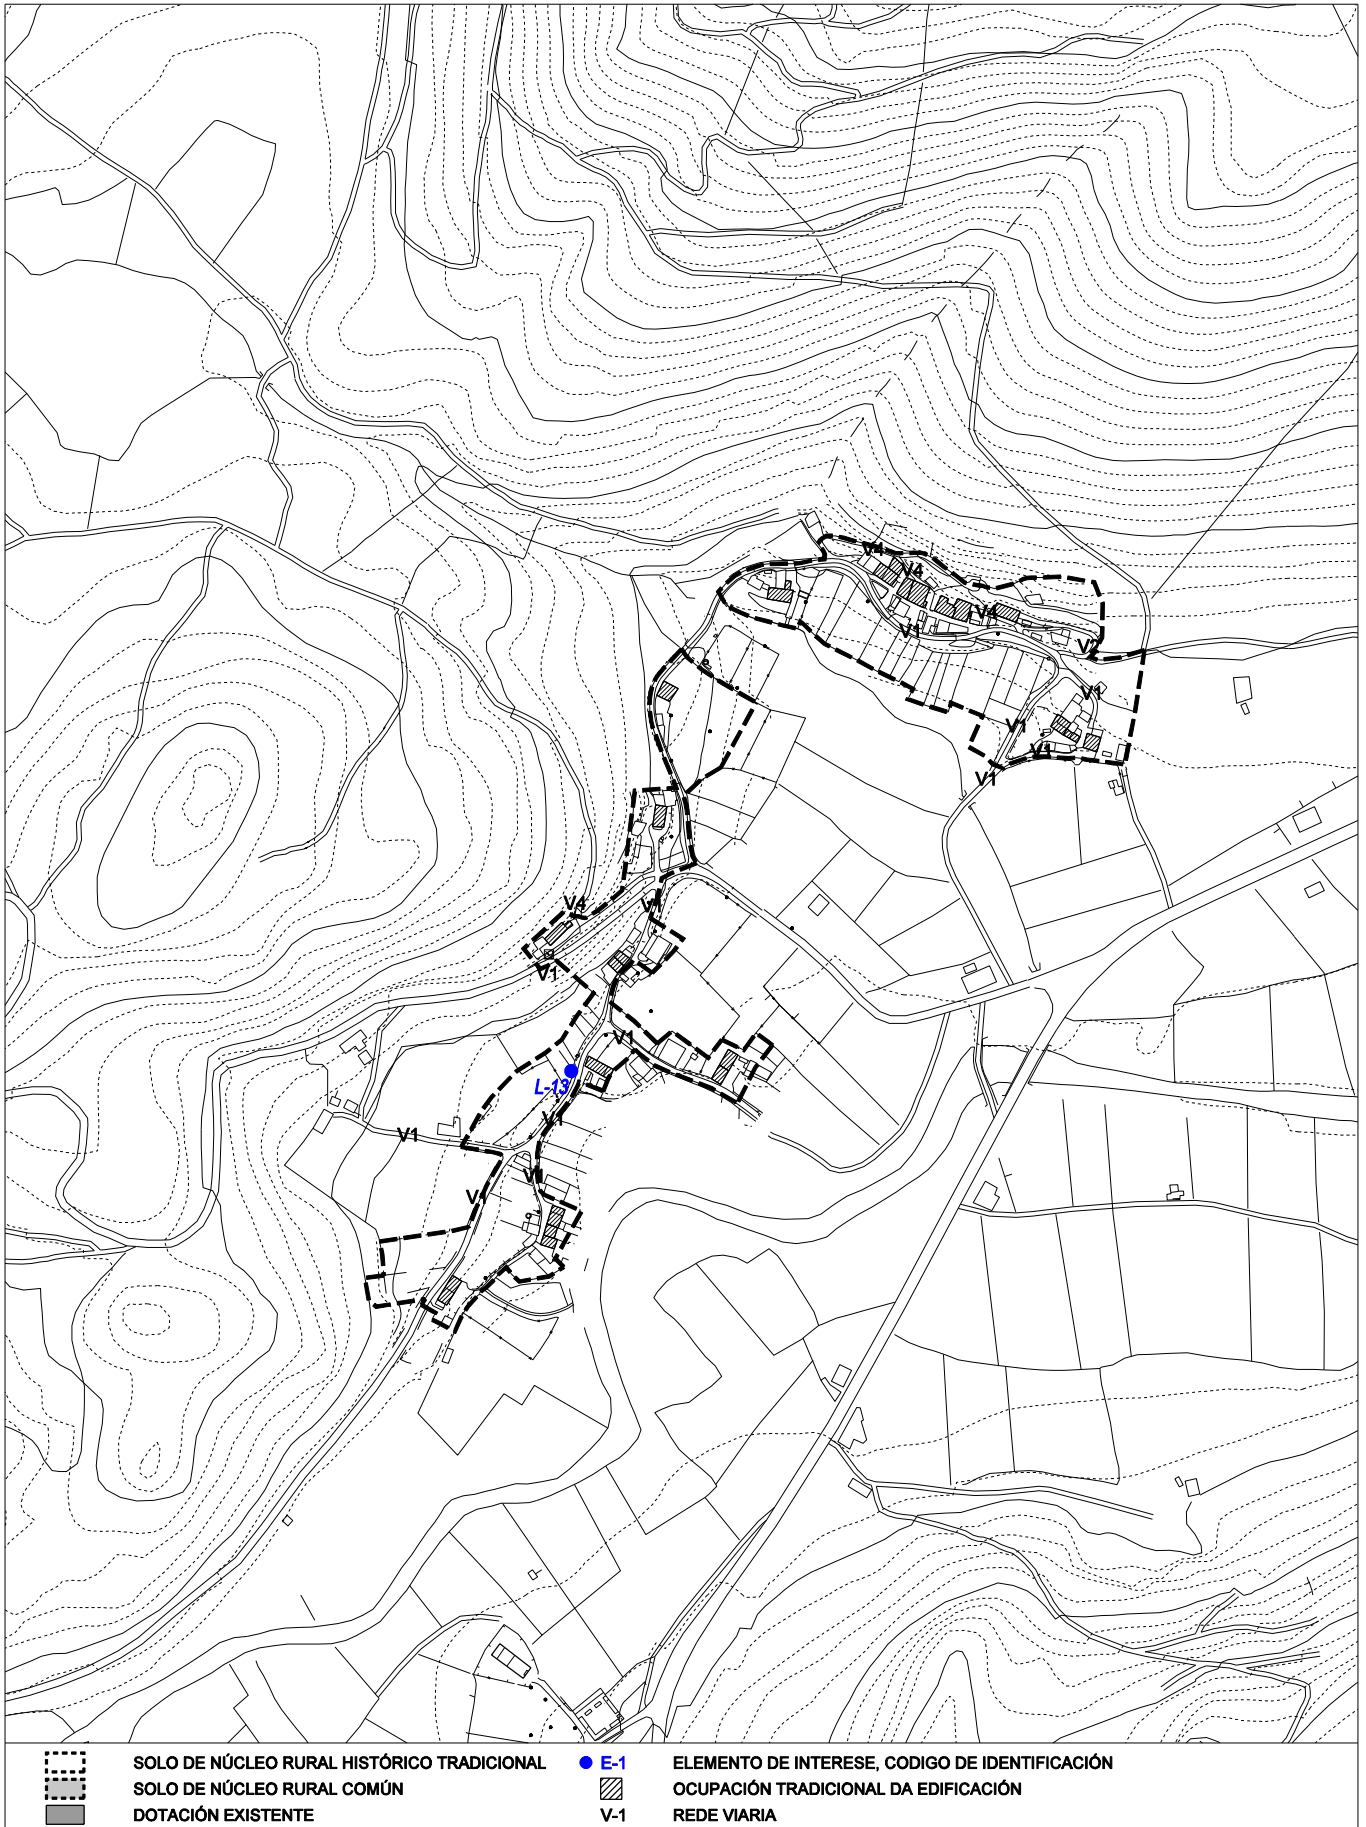 V4
V4
V4
V1
V2
V1
V1
V1
V1
V4
V1
V1
V1
L-13
V1
V1
V1
SOLO DE NÚCLEO RURAL HISTÓRICO TRADICIONAL
E-1 ELEMENTO DE INTERESE, CODIGO DE IDENTIFICACIÓN
SOLO DE NÚCLEO RURAL COMÚN
OCUPACIÓN TRADICIONAL DA EDIFICACIÓN
DOTACIÓN EXISTENTE
V-1 REDE VIARIA